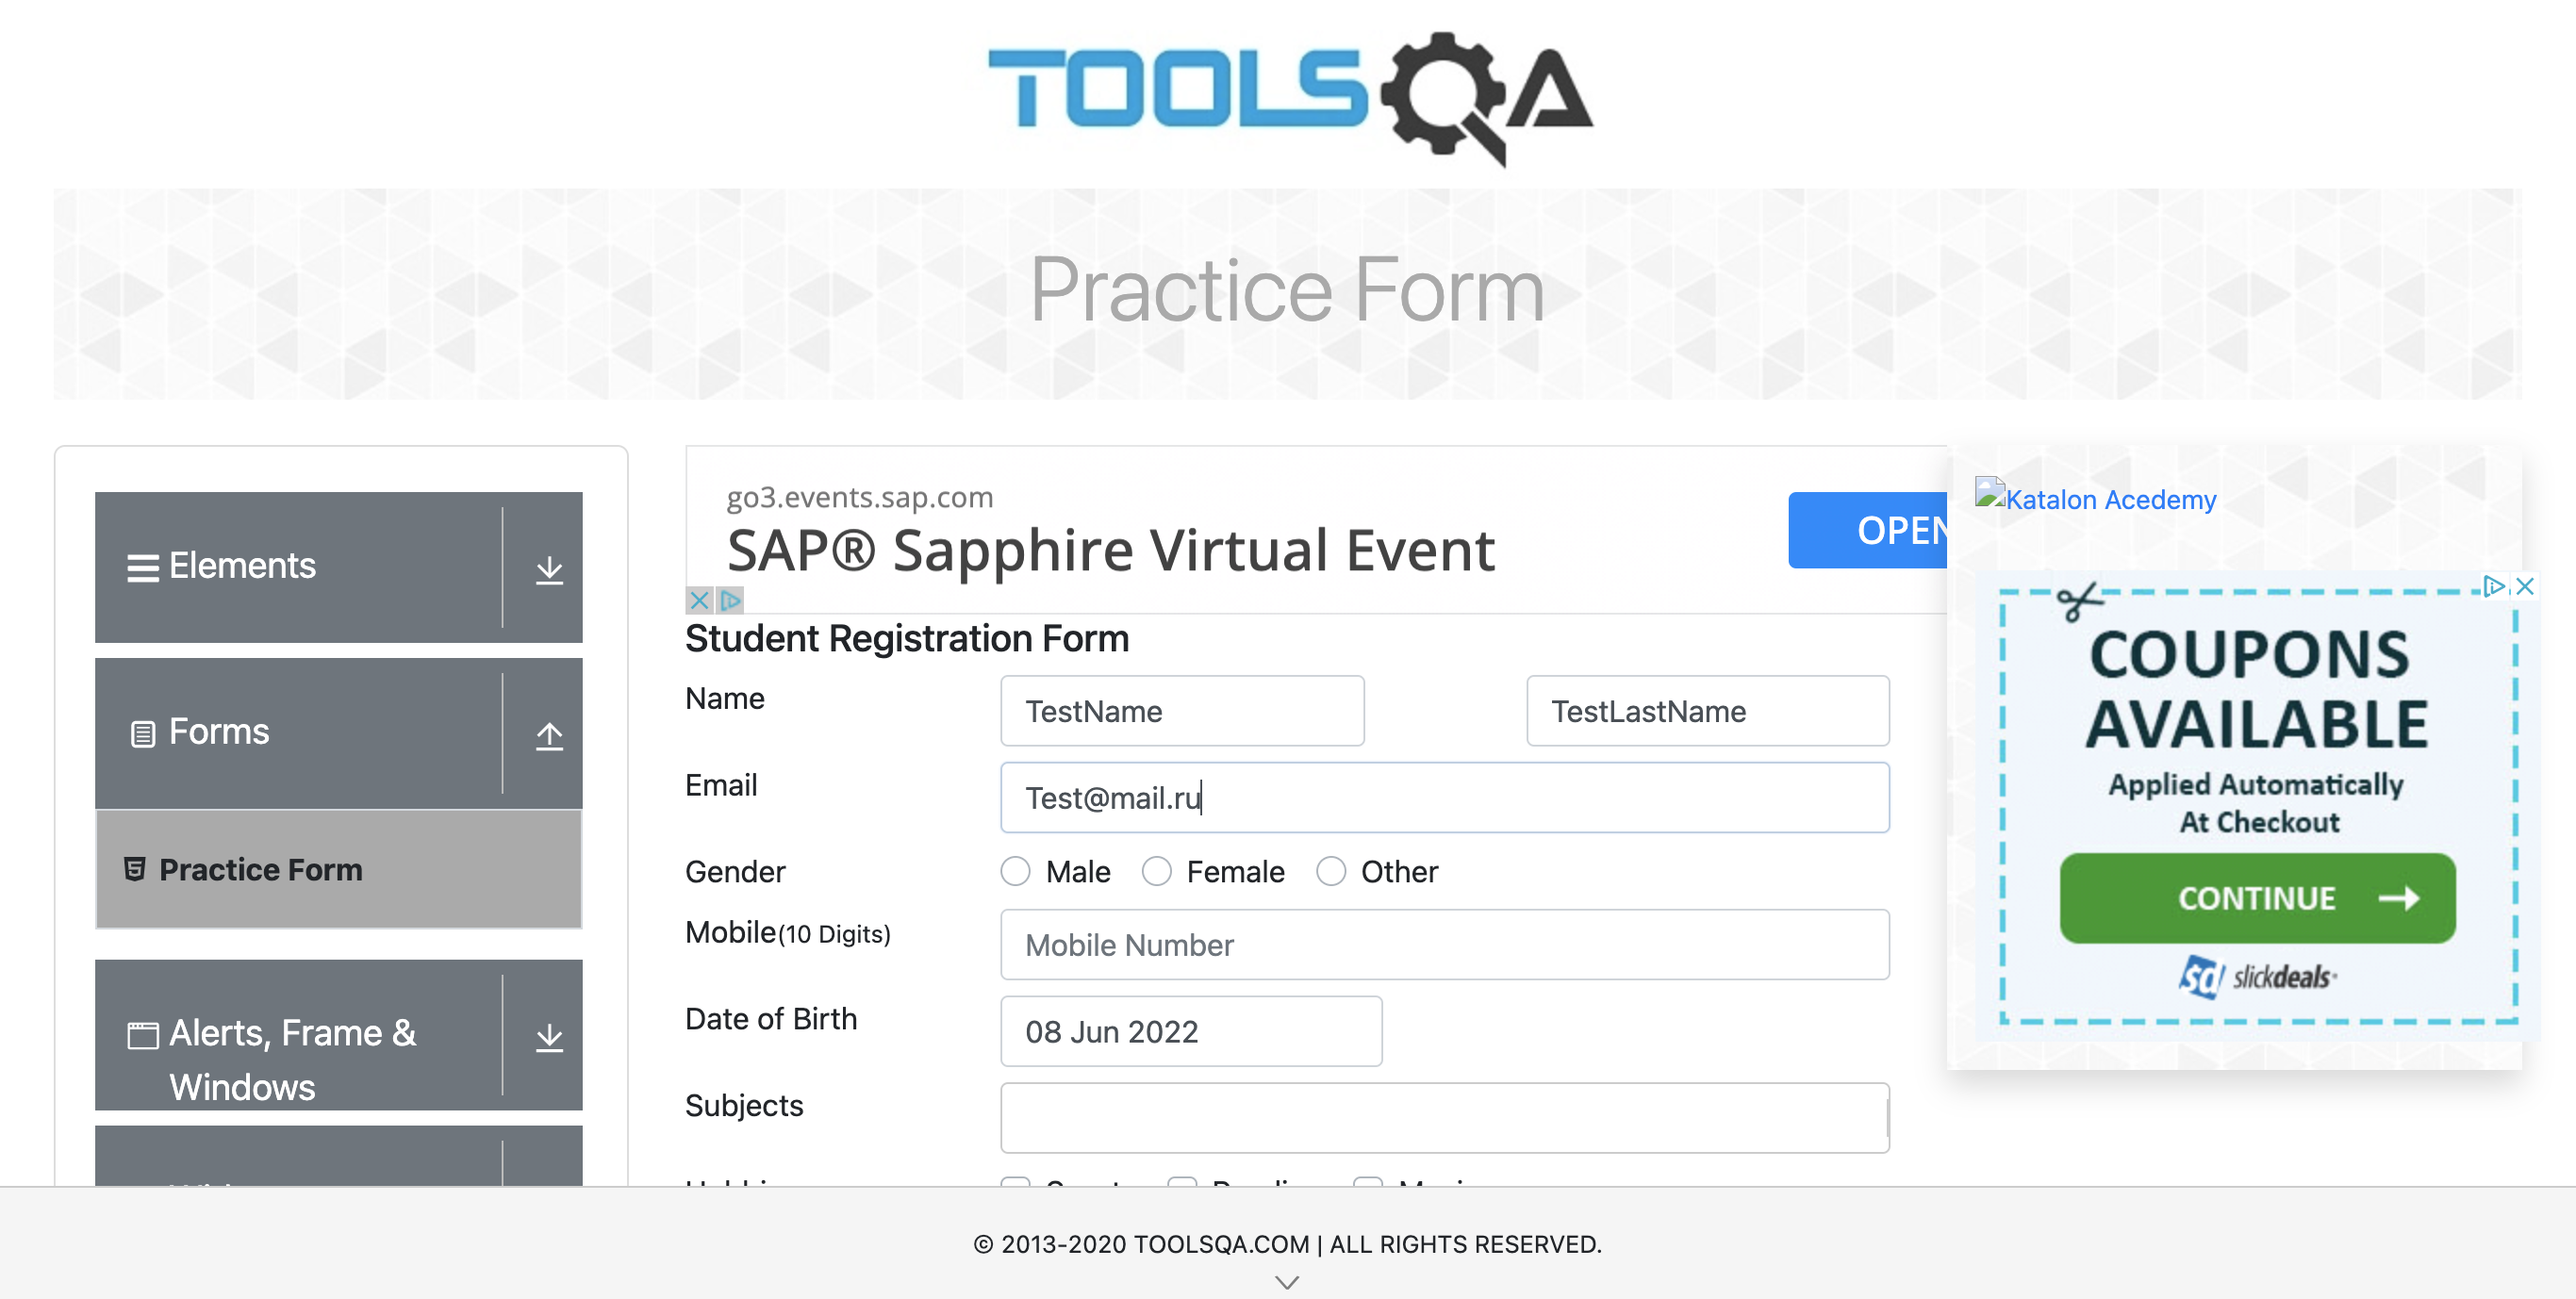 TOOLSQA
Practice Form
Elements
Forms
Practice Form
Alerts, Frame &
Windows
go3.events.sap.com
SAP® Sapphire Virtual Event
OPEN
Student Registration Form
Name
TestName
TestLastName
Email
Test@mail.ru
Gender
Male
Female
Other
Mobile(10 Digits)
Mobile Number
Date of Birth
08 Jun 2022
Subjects
Katalon Acedemy
COUPONS
AVAILABLE
Applied Automatically
At Checkout
CONTINUE
sd slickdeals
© 2013-2020 TOOLSQA.COM | ALL RIGHTS RESERVED.